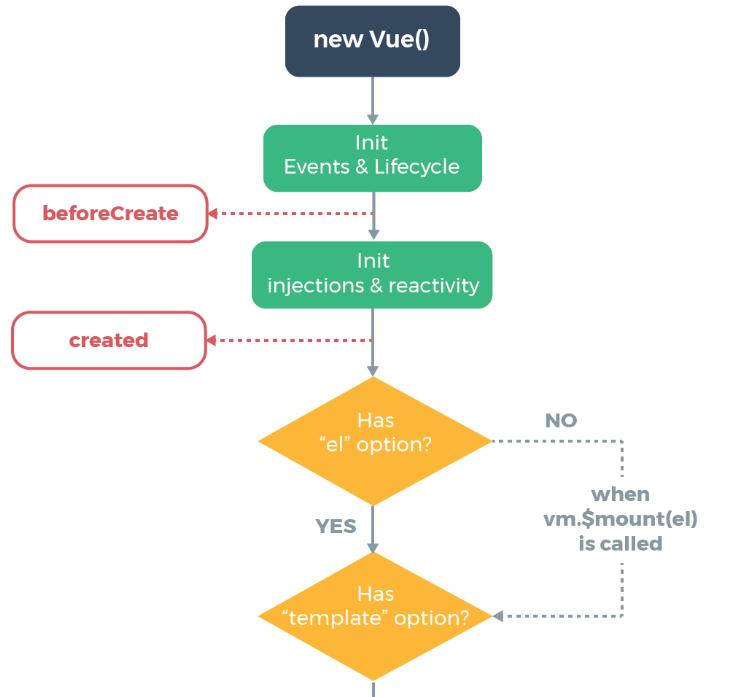 new Vue()
Init
Events & Lifecycle
beforeCreate
Init
injections & reactivity
created
Has
“el” option?
NO
when
vm.$mount(el)
is called
YES
Has
“template” option?